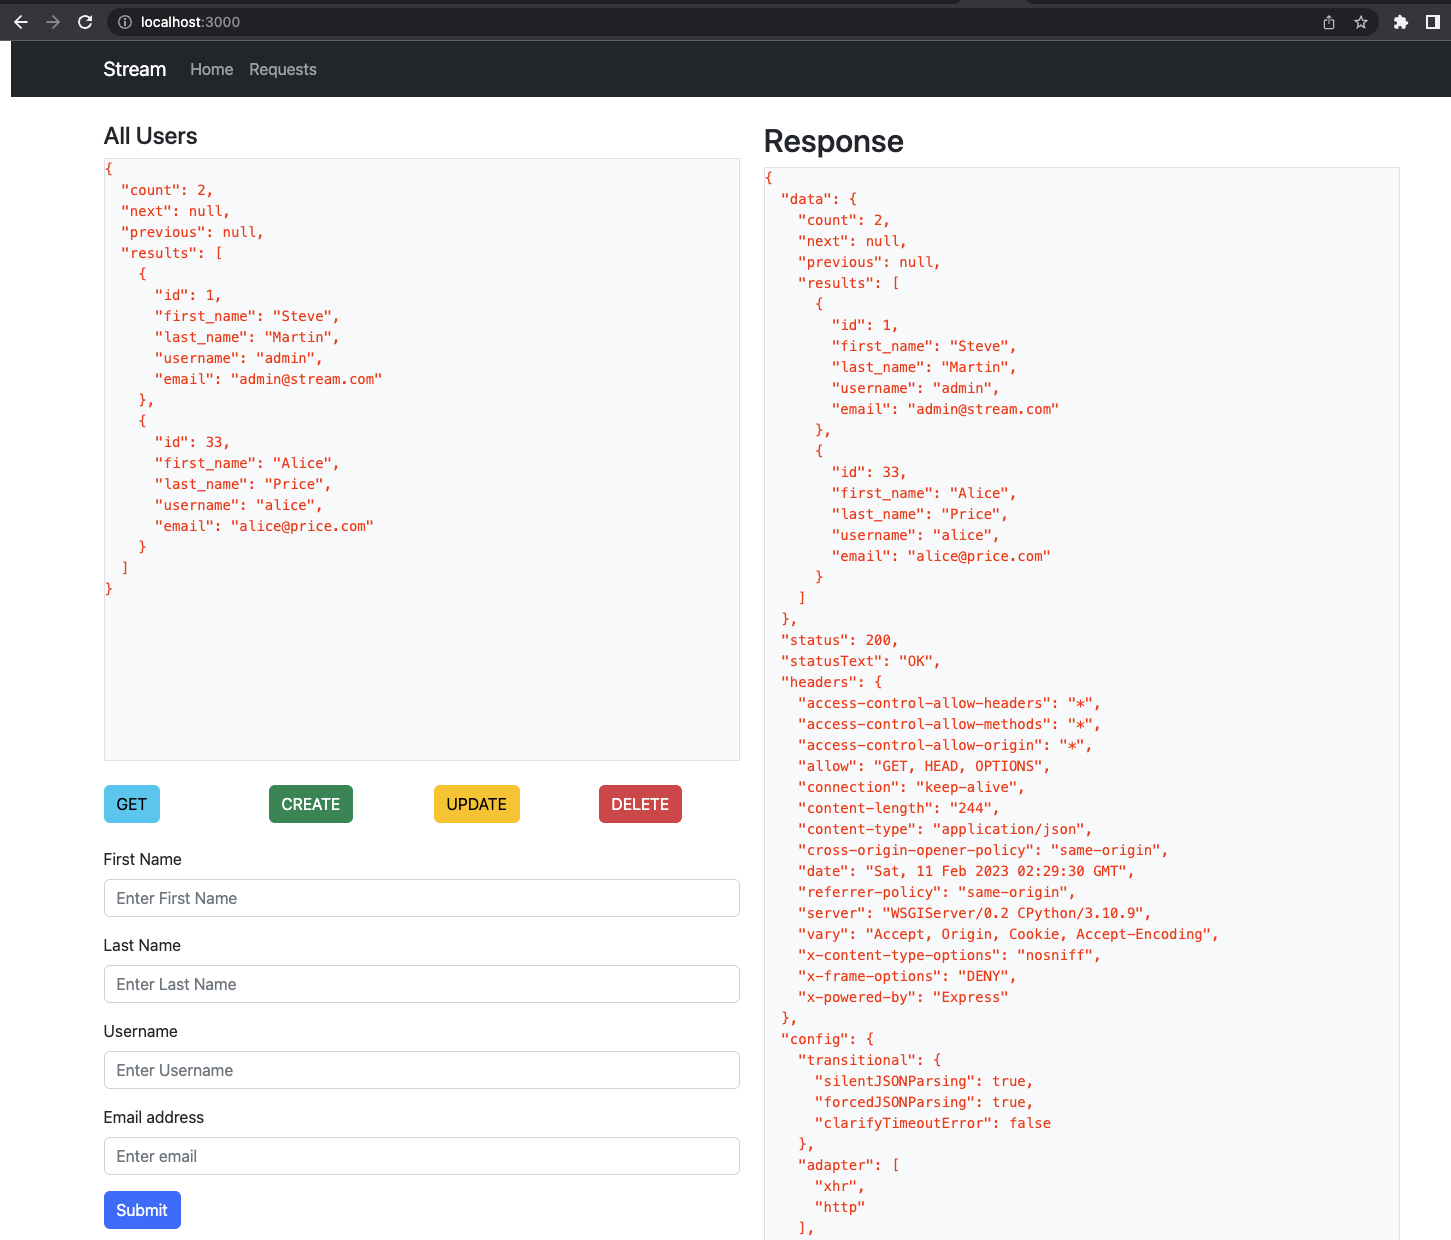 localhost:3000
Stream Home Requests
All Users
{
  "count": 2,
  "next": null,
  "previous": null,
  "results": [
    {
      "id": 1,
      "first_name": "Steve",
      "last_name": "Martin",
      "username": "admin",
      "email": "admin@stream.com"
    },
    {
      "id": 33,
      "first_name": "Alice",
      "last_name": "Price",
      "username": "alice",
      "email": "alice@price.com"
    }
  ]
}
GET CREATE UPDATE DELETE
First Name
Enter First Name
Last Name
Enter Last Name
Username
Enter Username
Email address
Enter email
Submit
Response
{
  "data": {
    "count": 2,
    "next": null,
    "previous": null,
    "results": [
      {
        "id": 1,
        "first_name": "Steve",
        "last_name": "Martin",
        "username": "admin",
        "email": "admin@stream.com"
      },
      {
        "id": 33,
        "first_name": "Alice",
        "last_name": "Price",
        "username": "alice",
        "email": "alice@price.com"
      }
    ]
  },
  "status": 200,
  "statusText": "OK",
  "headers": {
    "access-control-allow-headers": "*",
    "access-control-allow-methods": "*",
    "access-control-allow-origin": "*",
    "allow": "GET, HEAD, OPTIONS",
    "connection": "keep-alive",
    "content-length": "244",
    "content-type": "application/json",
    "cross-origin-opener-policy": "same-origin",
    "date": "Sat, 11 Feb 2023 02:29:30 GMT",
    "referrer-policy": "same-origin",
    "server": "WSGIServer/0.2 CPython/3.10.9",
    "vary": "Accept, Origin, Cookie, Accept-Encoding",
    "x-content-type-options": "nosniff",
    "x-frame-options": "DENY",
    "x-powered-by": "Express"
  },
  "config": {
    "transitional": {
      "silentJSONParsing": true,
      "forcedJSONParsing": true,
      "clarifyTimeoutError": false
    },
    "adapter": [
      "xhr",
      "http"
    ],